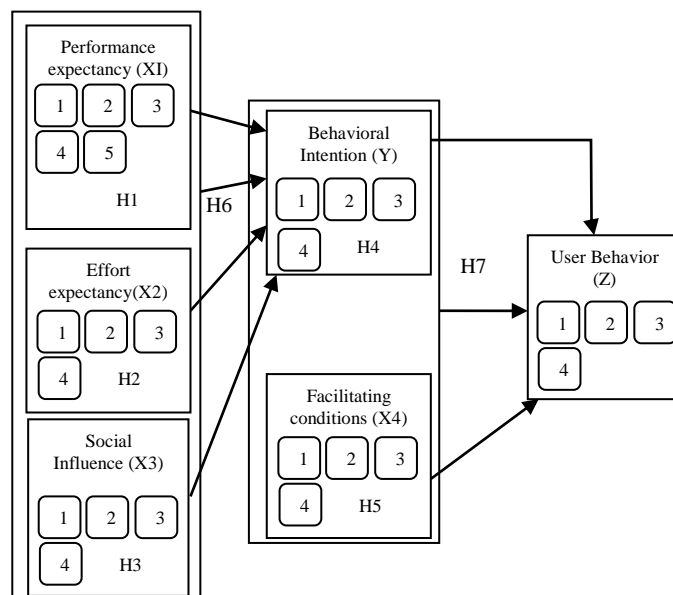 Performance
expectancy (XI)
1 2 3
4 5
H1
H6
Effort
expectancy(X2)
1 2 3
4
H2
Social
Influence (X3)
1 2 3
4
H3
Behavioral
Intention (Y)
1 2 3
4
H4
Facilitating
conditions (X4)
1 2 3
4
H5
H7
User Behavior
(Z)
1 2 3
4